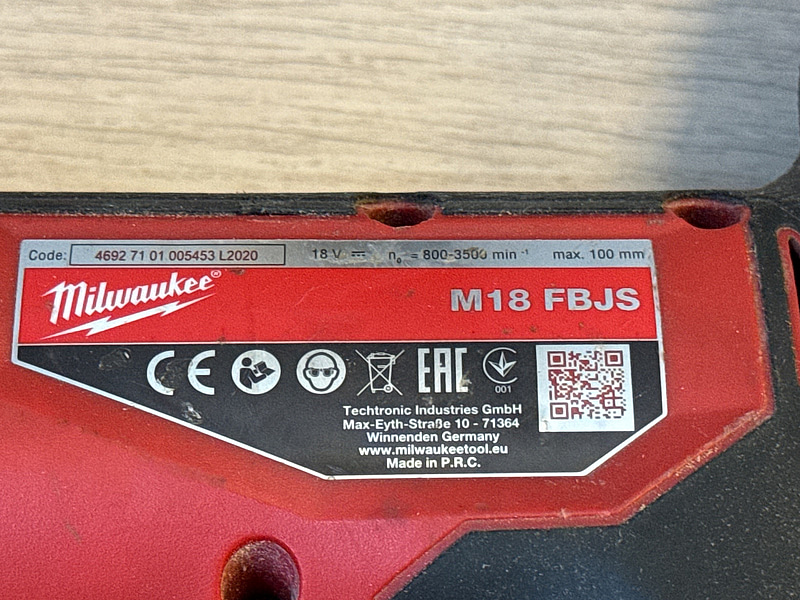 Code: 4692 71 01 005453 L2020 18 V ⎓ n₀ = 800-3500 min ⁻¹ max. 100 mm
Milwaukee®
M18 FBJS
CE EAC
001
Techtronic Industries GmbH
Max-Eyth-Straße 10 - 71364
Winnenden Germany
www.milwaukeetool.eu
Made in P.R.C.